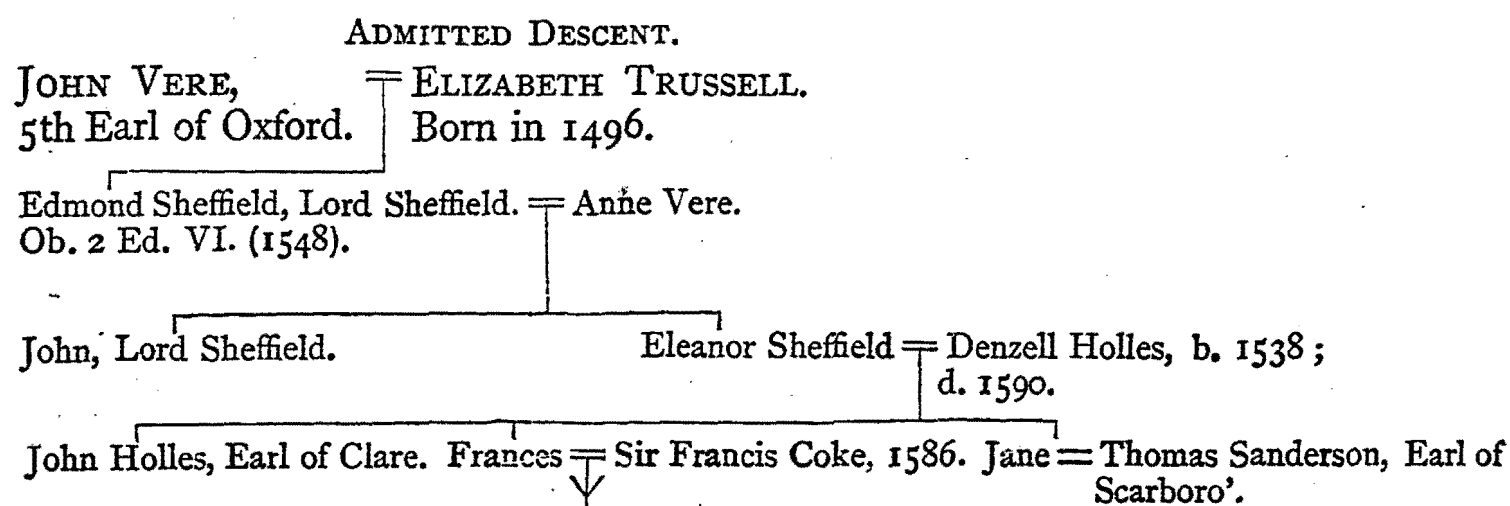 ADMITTED DESCENT.
JOHN VERE, = ELIZABETH TRUSSELL.
5th Earl of Oxford. Born in 1496.
Edmond Sheffield, Lord Sheffield. = Anne Vere.
Ob. 2 Ed. VI. (1548).
John, Lord Sheffield. Eleanor Sheffield = Denzell Holles, b. 1538 ;
d. 1590.
John Holles, Earl of Clare. Frances = Sir Francis Coke, 1586. Jane = Thomas Sanderson, Earl of
Scarboro'.